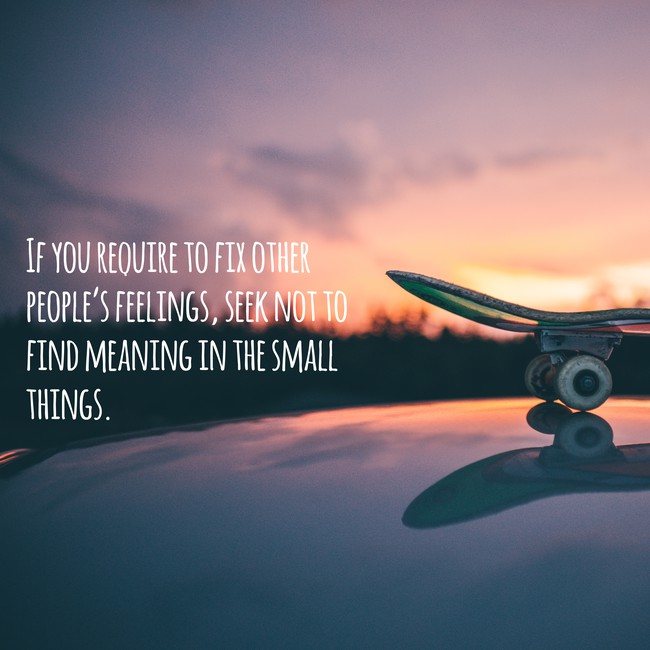 If you require to fix other
people's feelings, seek not to
find meaning in the small
things.